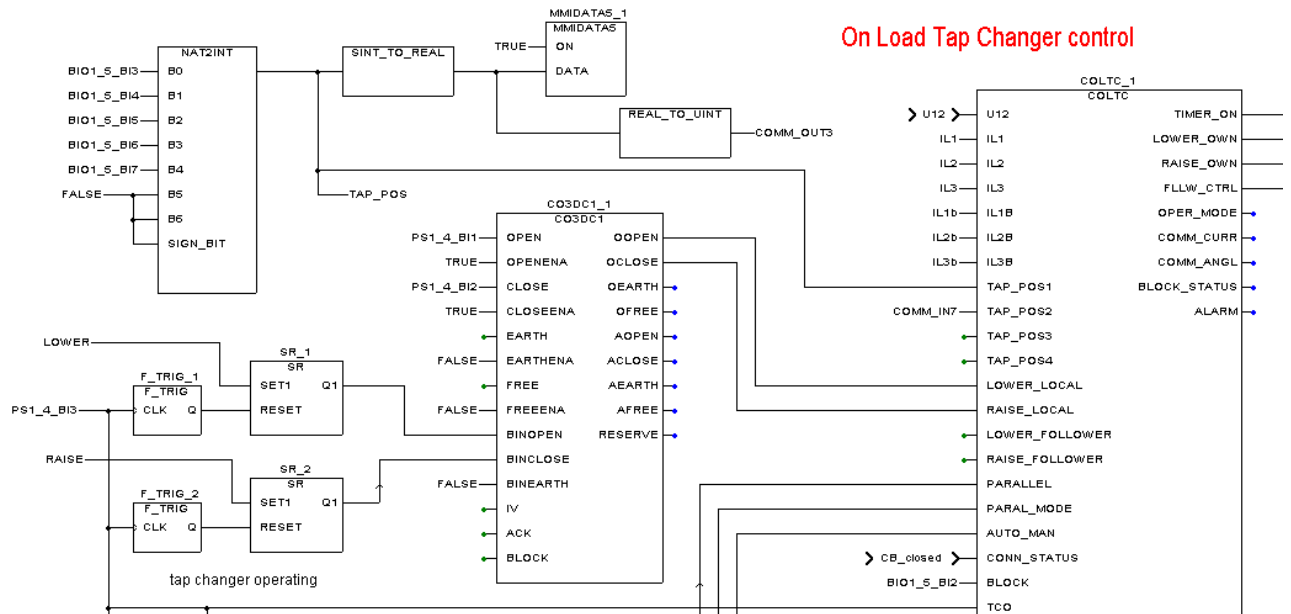 On Load Tap Changer control
MMIDATA5_1
MMIDATA5
TRUE ON
DATA
NAT2INT
BIO1_5_BI3 B0
BIO1_5_BI4 B1
BIO1_5_BI5 B2
BIO1_5_BI6 B3
BIO1_5_BI7 B4
FALSE B5
B6
SIGN_BIT
SINT_TO_REAL
REAL_TO_UINT
COMM_OUT3
TAP_POS
CO3DC1_1
CO3DC1
PS1_4_BI1 OPEN OOPEN
TRUE OPENENA OCLOSE
PS1_4_BI2 CLOSE OEARTH
TRUE CLOSEENA OFREE
EARTH AOPEN
FALSE EARTHENA ACLOSE
FREE AEARTH
FALSE FREEENA AFREE
BINOPEN RESERVE
BINCLOSE
FALSE BINEARTH
IV
ACK
BLOCK
LOWER
SR_1
SR
SET1 Q1
RESET
F_TRIG_1
F_TRIG
PS1_4_BI3 CLK Q
RAISE
SR_2
SR
SET1 Q1
RESET
F_TRIG_2
F_TRIG
CLK Q
tap changer operating
COLTC_1
COLTC
U12 U12 TIMER_ON
IL1 IL1 LOWER_OWN
IL2 IL2 RAISE_OWN
IL3 IL3 FLLW_CTRL
IL1b IL1B OPER_MODE
IL2b IL2B COMM_CURR
IL3b IL3B COMM_ANGL
TAP_POS1 BLOCK_STATUS
COMM_IN7 TAP_POS2 ALARM
TAP_POS3
TAP_POS4
LOWER_LOCAL
RAISE_LOCAL
LOWER_FOLLOWER
RAISE_FOLLOWER
PARALLEL
PARAL_MODE
AUTO_MAN
CB_closed CONN_STATUS
BIO1_5_BI2 BLOCK
TCO